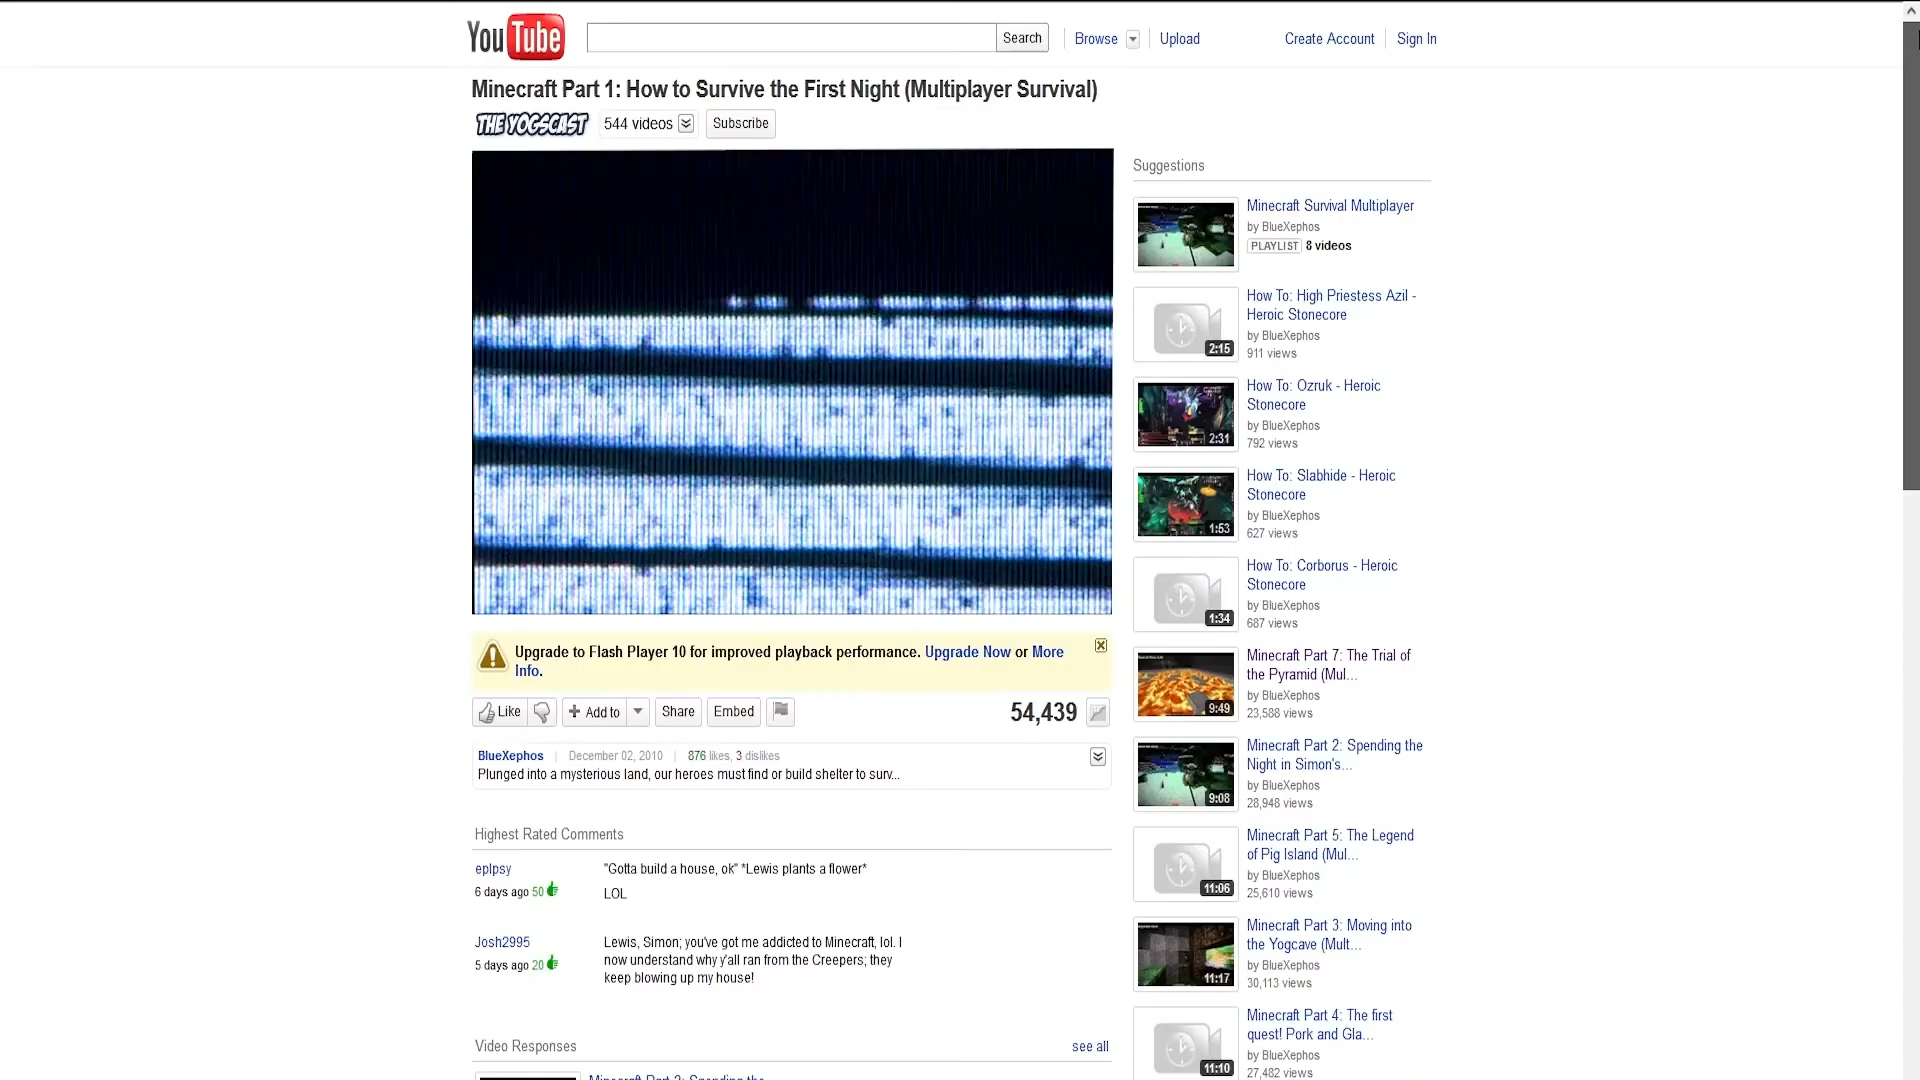 YouTube
Search
Browse
Upload
Create Account
Sign In
Minecraft Part 1: How to Survive the First Night (Multiplayer Survival)
THE YOGSCAST
544 videos
Subscribe
Upgrade to Flash Player 10 for improved playback performance. Upgrade Now or More
Info.
Like
Add to
Share
Embed
54,439
BlueXephos | December 02, 2010 | 876 likes, 3 dislikes
Plunged into a mysterious land, our heroes must find or build shelter to surv...
Highest Rated Comments
eplpsy
6 days ago 50
"Gotta build a house, ok" *Lewis plants a flower*
LOL
Josh2995
5 days ago 20
Lewis, Simon; you've got me addicted to Minecraft, lol. I
now understand why y'all ran from the Creepers; they
keep blowing up my house!
Video Responses
see all
Minecraft Part 2: Spending the
Suggestions
Minecraft Survival Multiplayer
by BlueXephos
PLAYLIST 8 videos
How To: High Priestess Azil -
Heroic Stonecore
by BlueXephos
911 views
2:15
How To: Ozruk - Heroic
Stonecore
by BlueXephos
792 views
2:31
How To: Slabhide - Heroic
Stonecore
by BlueXephos
627 views
1:53
How To: Corborus - Heroic
Stonecore
by BlueXephos
687 views
1:34
Minecraft Part 7: The Trial of
the Pyramid (Mul...
by BlueXephos
23,588 views
9:49
Minecraft Part 2: Spending the
Night in Simon's...
by BlueXephos
28,948 views
9:08
Minecraft Part 5: The Legend
of Pig Island (Mul...
by BlueXephos
25,610 views
11:06
Minecraft Part 3: Moving into
the Yogcave (Mult...
by BlueXephos
30,113 views
11:17
Minecraft Part 4: The first
quest! Pork and Gla...
by BlueXephos
27,482 views
11:10